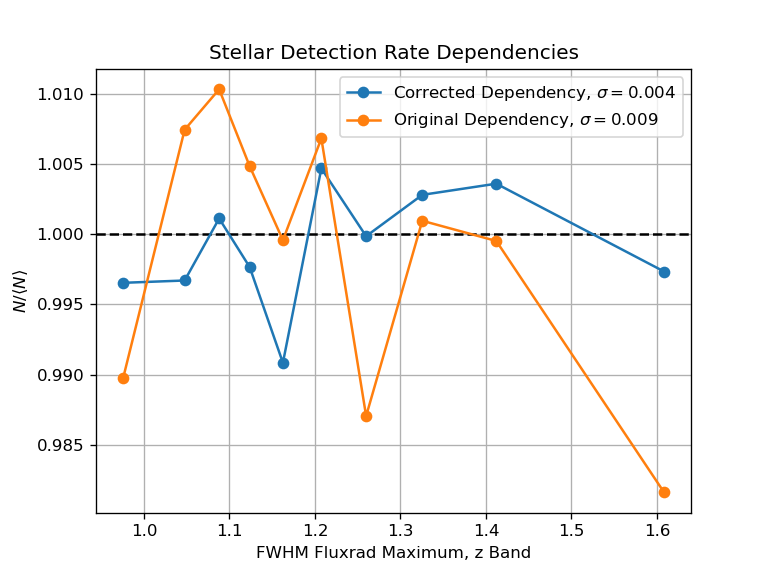 Stellar Detection Rate Dependencies
Corrected Dependency, σ = 0.004
Original Dependency, σ = 0.009
1.010
1.005
1.000
0.995
0.990
0.985
N/⟨N⟩
1.0 1.1 1.2 1.3 1.4 1.5 1.6
FWHM Fluxrad Maximum, z Band